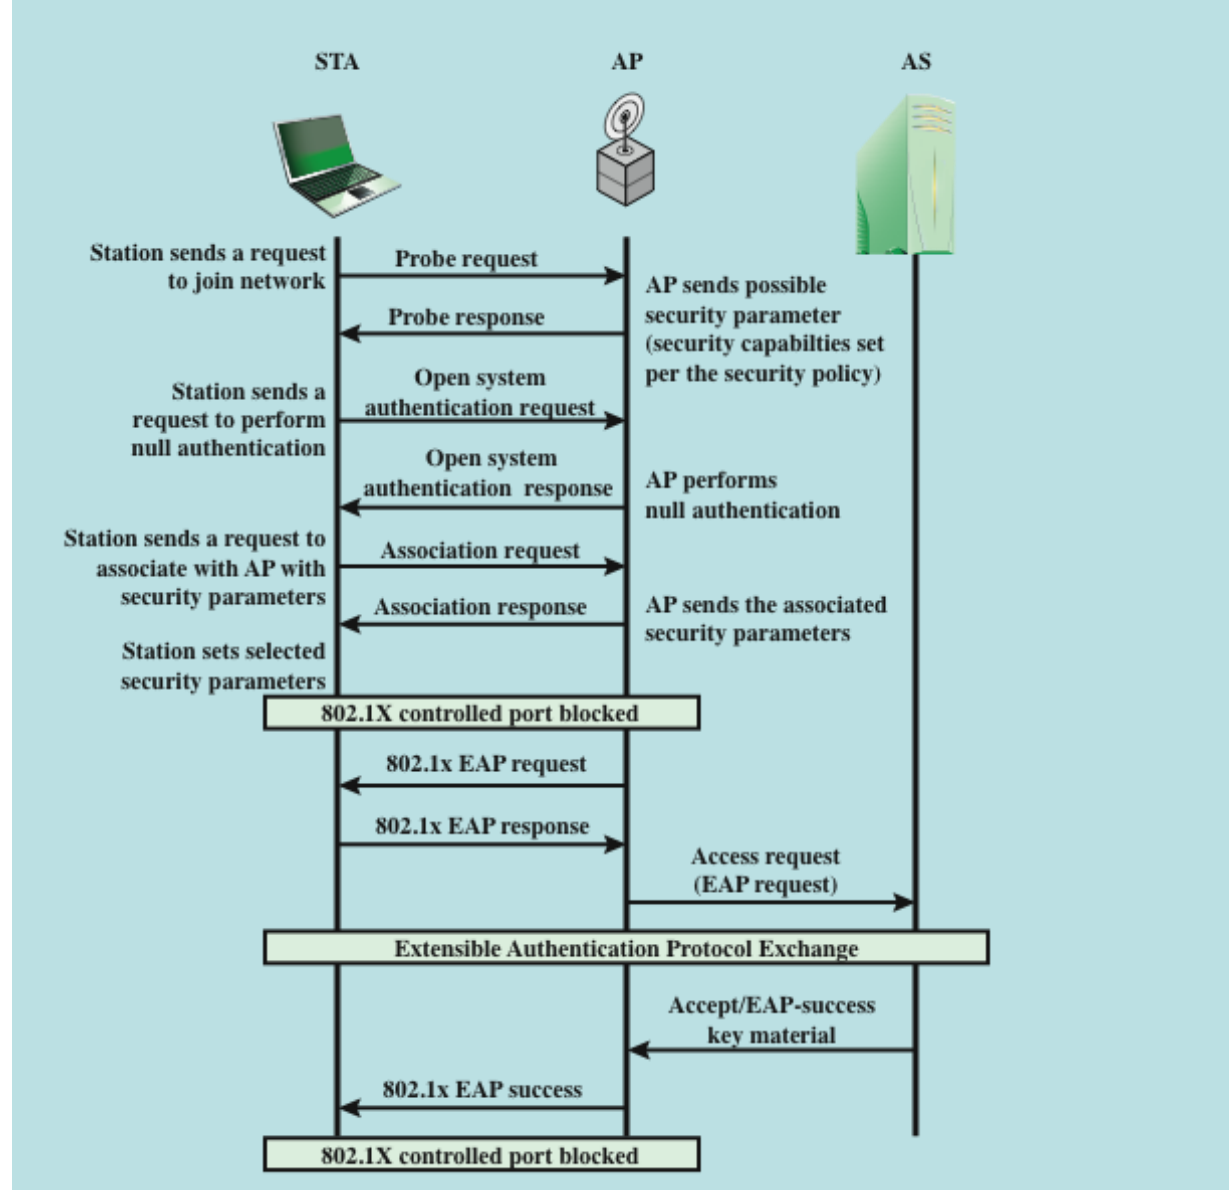 STA
AP
AS
Station sends a request
to join network
Probe request
AP sends possible
security parameter
(security capabilties set
per the security policy)
Probe response
Station sends a
request to perform
null authentication
Open system
authentication request
Open system
authentication response
AP performs
null authentication
Station sends a request to
associate with AP with
security parameters
Association request
Association response
AP sends the associated
security parameters
Station sets selected
security parameters
802.1X controlled port blocked
802.1x EAP request
802.1x EAP response
Access request
(EAP request)
Extensible Authentication Protocol Exchange
Accept/EAP-success
key material
802.1x EAP success
802.1X controlled port blocked